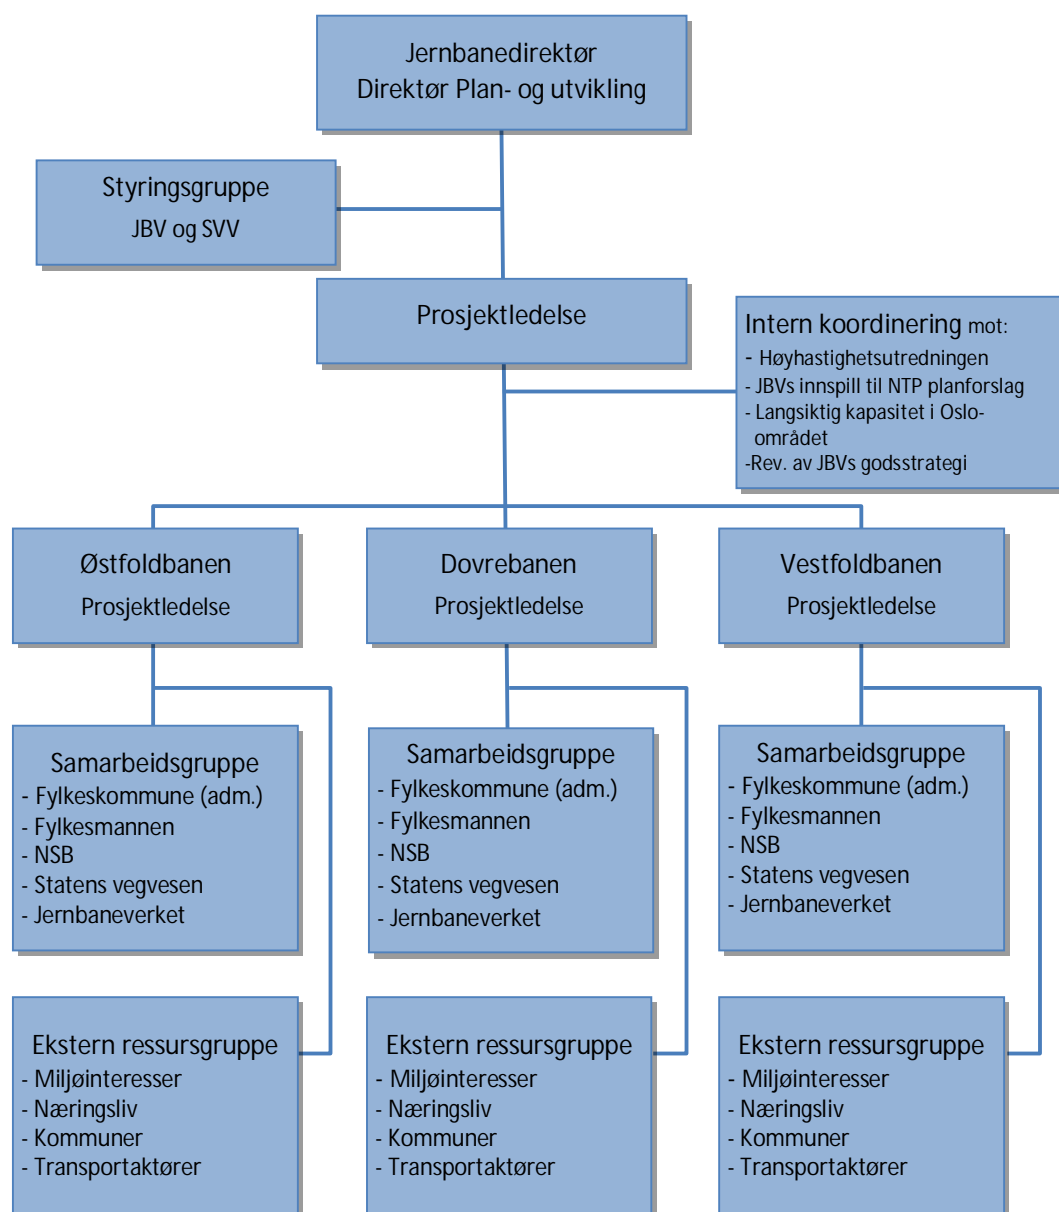 Jernbanedirektør
Direktør Plan- og utvikling
Styringsgruppe
JBV og SVV
Prosjektledelse
Intern koordinering mot:
- Høyhastighetsutredningen
- JBVs innspill til NTP planforslag
- Langsiktig kapasitet i Oslo-
området
-Rev. av JBVs godsstrategi
Østfoldbanen
Prosjektledelse
Dovrebanen
Prosjektledelse
Vestfoldbanen
Prosjektledelse
Samarbeidsgruppe
- Fylkeskommune (adm.)
- Fylkesmannen
- NSB
- Statens vegvesen
- Jernbaneverket
Samarbeidsgruppe
- Fylkeskommune (adm.)
- Fylkesmannen
- NSB
- Statens vegvesen
- Jernbaneverket
Samarbeidsgruppe
- Fylkeskommune (adm.)
- Fylkesmannen
- NSB
- Statens vegvesen
- Jernbaneverket
Ekstern ressursgruppe
- Miljøinteresser
- Næringsliv
- Kommuner
- Transportaktører
Ekstern ressursgruppe
- Miljøinteresser
- Næringsliv
- Kommuner
- Transportaktører
Ekstern ressursgruppe
- Miljøinteresser
- Næringsliv
- Kommuner
- Transportaktører